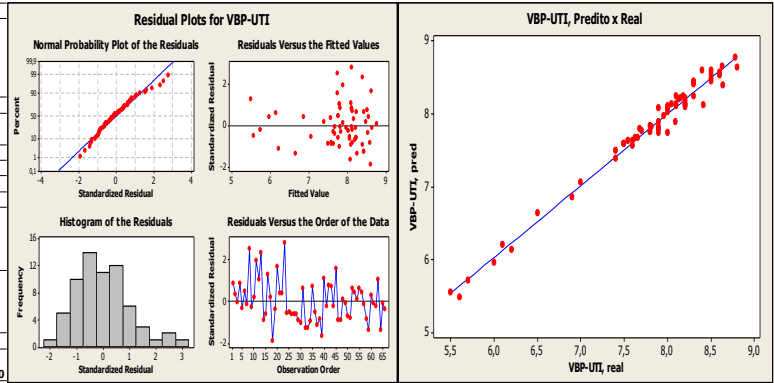 Residual Plots for VBP-UTI
Normal Probability Plot of the Residuals
Percent
99,9
99
90
50
10
1
0,1
-4 -2 0 2 4
Standardized Residual
Residuals Versus the Fitted Values
Standardized Residual
2
0
-2
5 6 7 8 9
Fitted Value
Histogram of the Residuals
Frequency
16
12
8
4
0
-2 -1 0 1 2 3
Standardized Residual
Residuals Versus the Order of the Data
Standardized Residual
2
0
-2
1 5 10 15 20 25 30 35 40 45 50 55 60 65
Observation Order
VBP-UTI, Predito x Real
VBP-UTI, pred
9
8
7
6
5
5,5 6,0 6,5 7,0 7,5 8,0 8,5 9,0
VBP-UTI, real
0